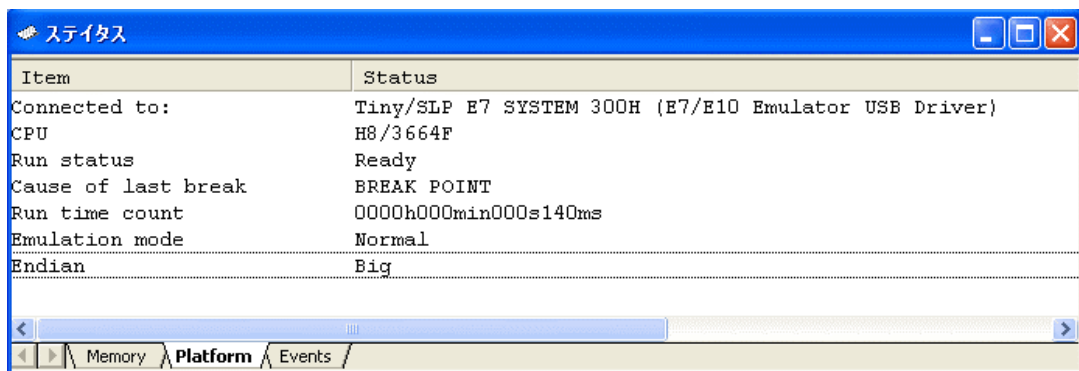 ステイタス
Item Status
Connected to: Tiny/SLP E7 SYSTEM 300H (E7/E10 Emulator USB Driver)
CPU H8/3664F
Run status Ready
Cause of last break BREAK POINT
Run time count 0000h000min000s140ms
Emulation mode Normal
Endian Big
Memory Platform Events